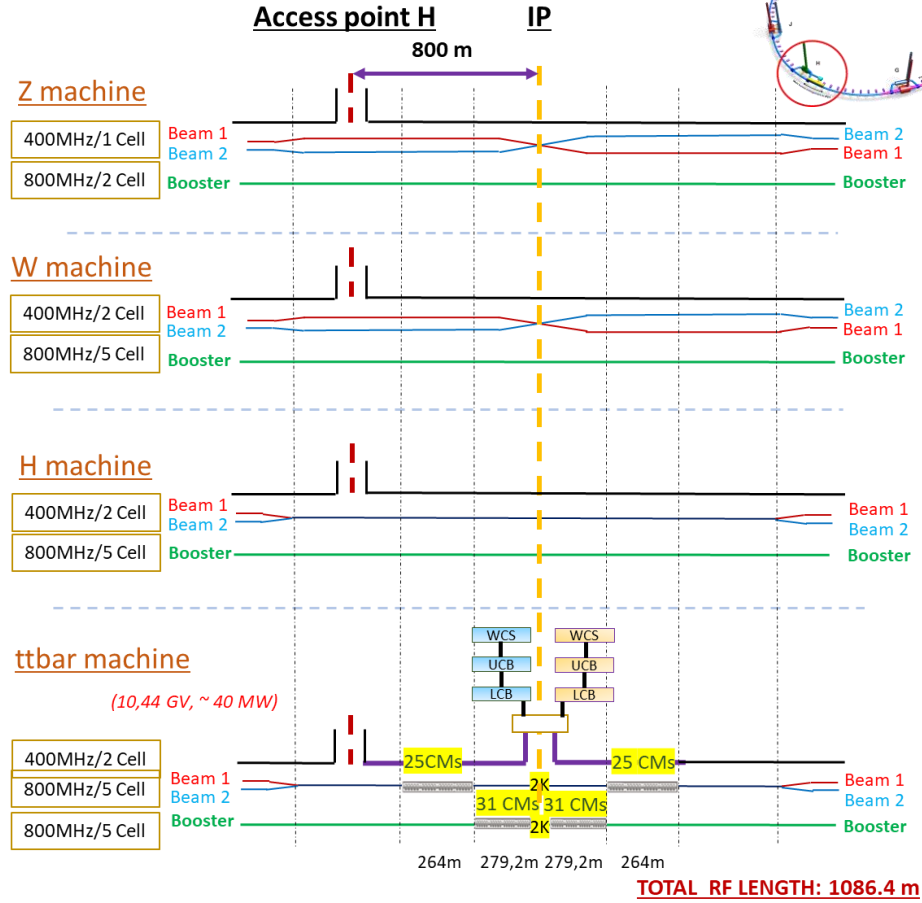 Access point H
IP
800 m
J
H
G
Z machine
400MHz/1 Cell
Beam 1
Beam 2
Beam 2
Beam 1
800MHz/2 Cell
Booster
Booster
W machine
400MHz/2 Cell
Beam 1
Beam 2
Beam 2
Beam 1
800MHz/5 Cell
Booster
Booster
H machine
400MHz/2 Cell
Beam 1
Beam 2
Beam 1
Beam 2
800MHz/5 Cell
Booster
Booster
WCS
WCS
UCB
UCB
LCB
LCB
ttbar machine
(10,44 GV, ~ 40 MW)
400MHz/2 Cell
25CMs
25 CMs
800MHz/5 Cell
Beam 1
Beam 2
2K
Beam 1
Beam 2
31 CMs
31 CMs
800MHz/5 Cell
Booster
2K
Booster
264m
279,2m
279,2m
264m
TOTAL RF LENGTH: 1086.4 m